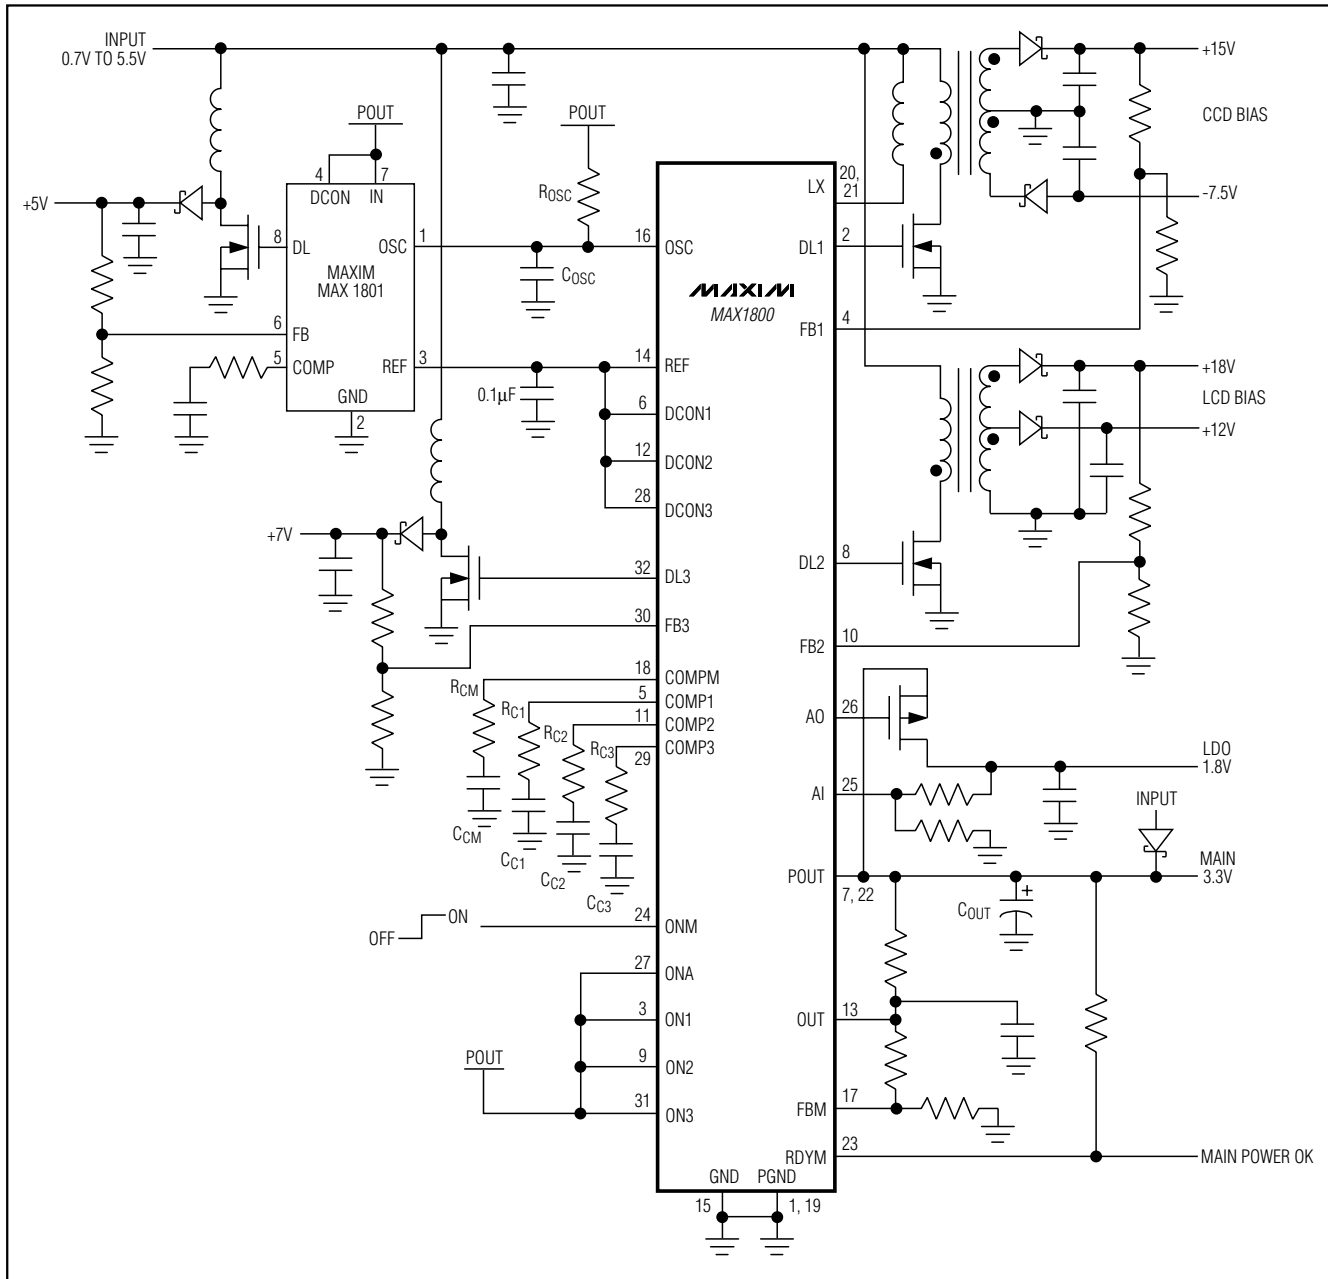 INPUT
0.7V TO 5.5V
POUT
POUT
+15V
CCD BIAS
-7.5V
4
7
DCON
IN
ROSC
LX
20,
21
+5V
8
DL
OSC
1
16
OSC
DL1
2
COSC
MAXIM
MAX 1801
MAXIM
MAX1800
6
FB
FB1
4
5
COMP
REF
3
14
REF
+18V
LCD BIAS
+12V
GND
2
0.1µF
6
DCON1
12
DCON2
28
DCON3
+7V
32
DL3
DL2
8
30
FB3
FB2
10
18
COMPM
RCM
5
COMP1
RC1
11
COMP2
RC2
COMP3
RC3
29
AO
26
LDO
1.8V
AI
25
INPUT
CCM
CC1
CC2
CC3
POUT
7, 22
MAIN
3.3V
COUT
+
OFF
ON
24
ONM
27
ONA
3
ON1
OUT
13
9
ON2
POUT
31
ON3
FBM
17
RDYM
23
MAIN POWER OK
GND
PGND
15
1, 19